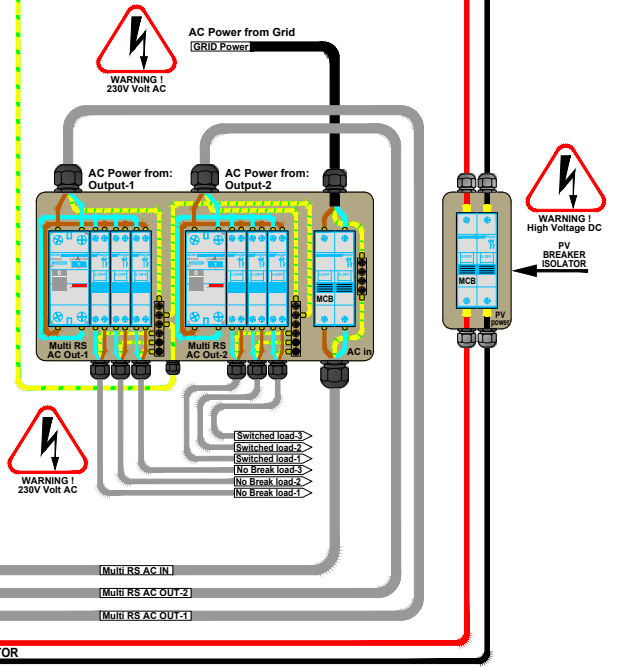 AC Power from Grid
GRID Power
WARNING !
230V Volt AC
AC Power from:
Output-1
AC Power from:
Output-2
WARNING !
High Voltage DC
PV
BREAKER
ISOLATOR
MCB
MCB
PV
power
Multi RS
AC Out-1
Multi RS
AC Out-2
AC in
Switched load-3
Switched load-2
Switched load-1
No Break load-3
No Break load-2
No Break load-1
WARNING !
230V Volt AC
Multi RS AC IN
Multi RS AC OUT-2
Multi RS AC OUT-1
TOR